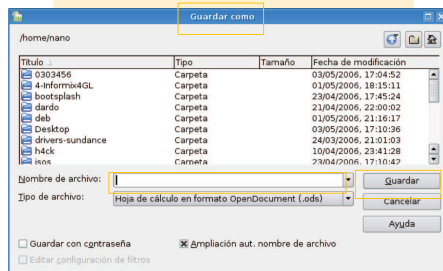 Guardar como
/home/nano
Título Tipo Tamaño Fecha de modificación
0303456 Carpeta 03/05/2006, 17:04:52
4-Informix4GL Carpeta 01/05/2006, 18:15:11
bootsplash Carpeta 23/04/2006, 17:45:24
dardo Carpeta 21/04/2006, 22:00:02
deb Carpeta 01/05/2006, 21:16:17
Desktop Carpeta 03/05/2006, 17:10:36
drivers-sundance Carpeta 24/03/2006, 21:01:03
h4ck Carpeta 10/04/2006, 23:41:28
isos Carpeta 23/04/2006, 17:10:42
Nombre de archivo: Guardar
Tipo de archivo: Hoja de cálculo en formato OpenDocument (.ods) Cancelar
Ayuda
Guardar con contraseña Ampliación aut. nombre de archivo
Editar configuración de filtros